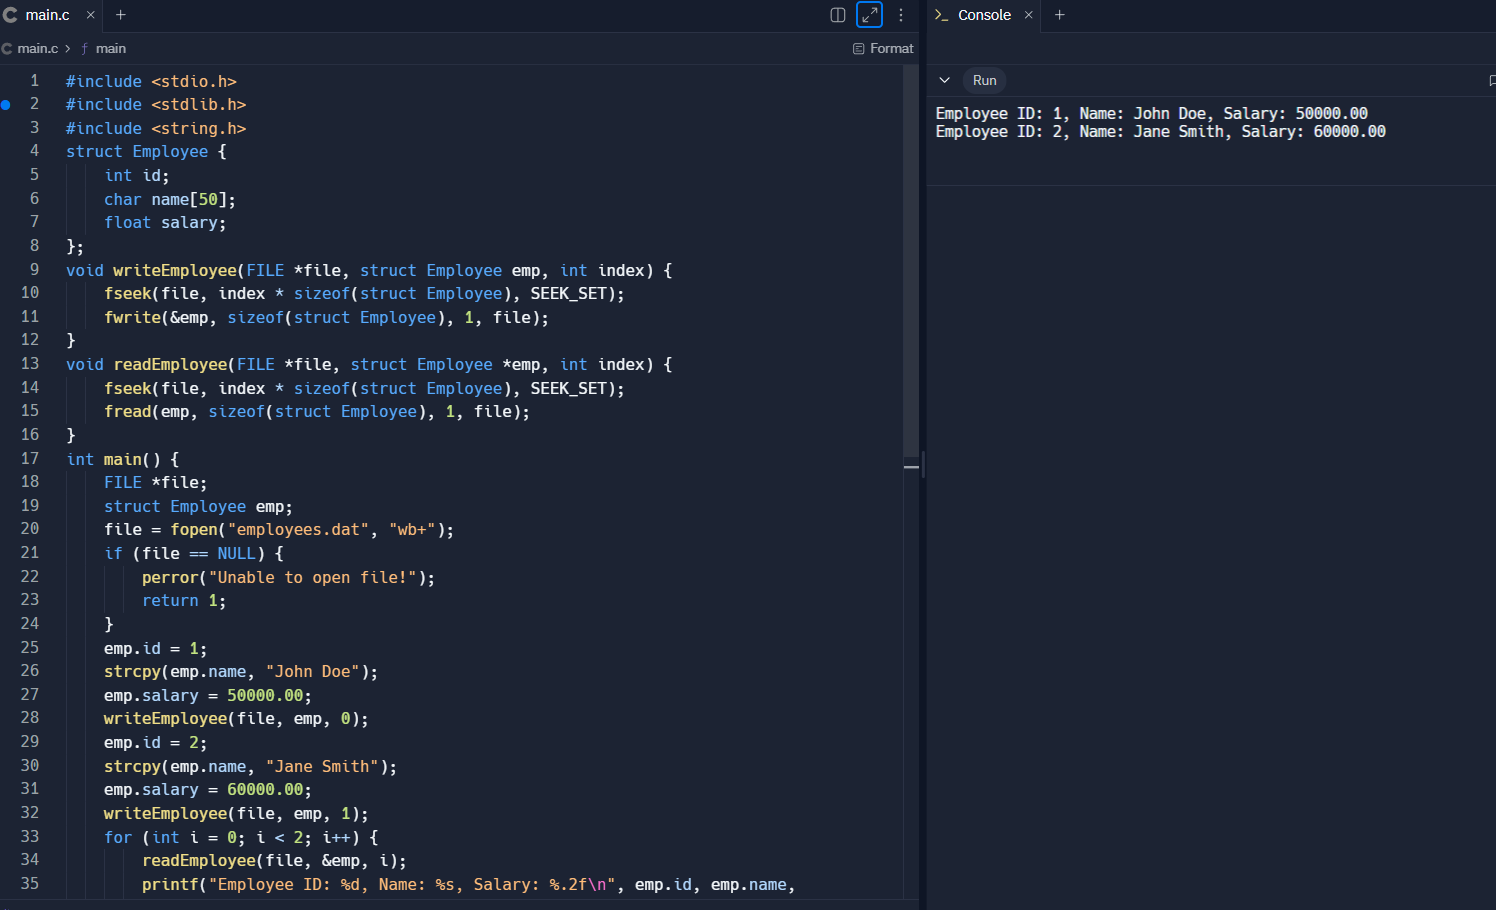 main.c
main.c > ƒ main
Format
1 #include <stdio.h>
2 #include <stdlib.h>
3 #include <string.h>
4 struct Employee {
5 int id;
6 char name[50];
7 float salary;
8 };
9 void writeEmployee(FILE *file, struct Employee emp, int index) {
10 fseek(file, index * sizeof(struct Employee), SEEK_SET);
11 fwrite(&emp, sizeof(struct Employee), 1, file);
12 }
13 void readEmployee(FILE *file, struct Employee *emp, int index) {
14 fseek(file, index * sizeof(struct Employee), SEEK_SET);
15 fread(emp, sizeof(struct Employee), 1, file);
16 }
17 int main() {
18 FILE *file;
19 struct Employee emp;
20 file = fopen("employees.dat", "wb+");
21 if (file == NULL) {
22 perror("Unable to open file!");
23 return 1;
24 }
25 emp.id = 1;
26 strcpy(emp.name, "John Doe");
27 emp.salary = 50000.00;
28 writeEmployee(file, emp, 0);
29 emp.id = 2;
30 strcpy(emp.name, "Jane Smith");
31 emp.salary = 60000.00;
32 writeEmployee(file, emp, 1);
33 for (int i = 0; i < 2; i++) {
34 readEmployee(file, &emp, i);
35 printf("Employee ID: %d, Name: %s, Salary: %.2f\n", emp.id, emp.name,
Console
Run
Employee ID: 1, Name: John Doe, Salary: 50000.00
Employee ID: 2, Name: Jane Smith, Salary: 60000.00